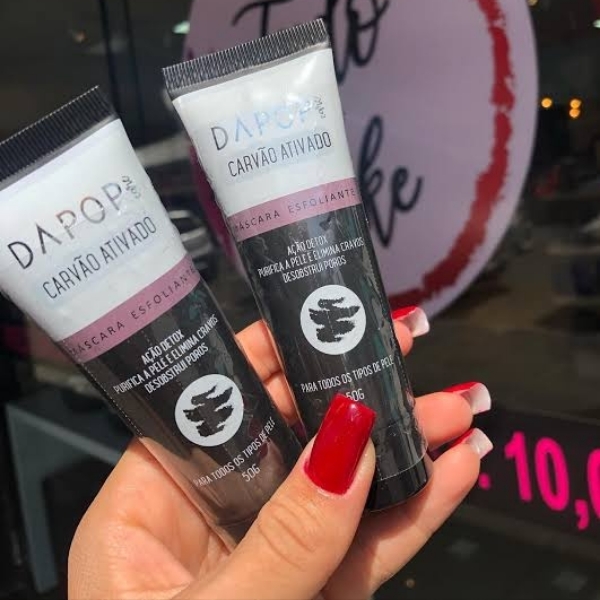 DAPOP
CARVÃO ATIVADO
MÁSCARA ESFOLIANTE
AÇÃO DETOX
PURIFICA A PELE E ELIMINA CRAVOS
DESOBSTRUI POROS
PARA TODOS OS TIPOS DE PELE
50G
DAPOP
CARVÃO ATIVADO
MÁSCARA ESFOLIANTE
AÇÃO DETOX
PURIFICA A PELE E ELIMINA CRAVOS
DESOBSTRUI POROS
PARA TODOS OS TIPOS DE PELE
50G
10,0